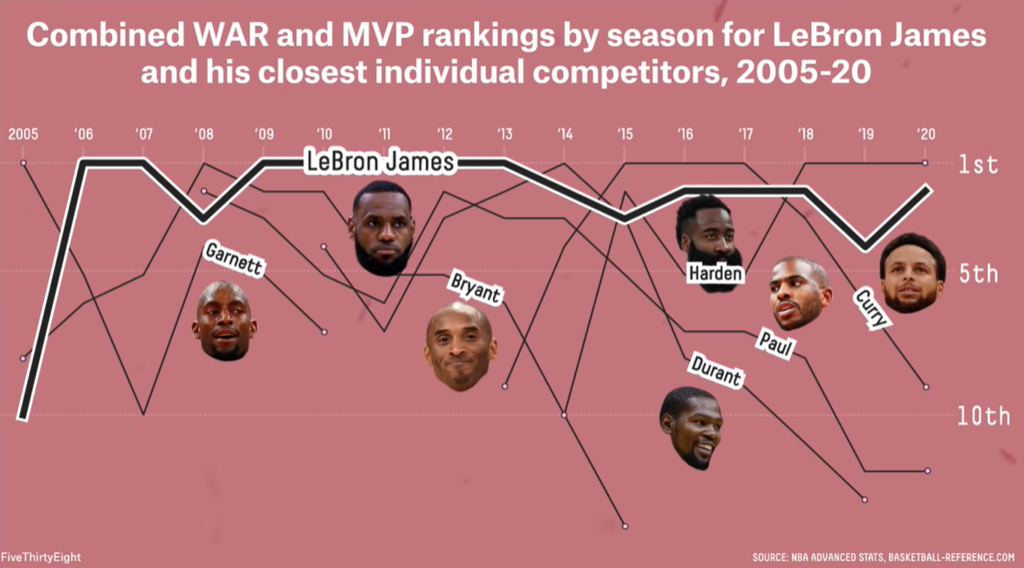 Combined WAR and MVP rankings by season for LeBron James
and his closest individual competitors, 2005-20
2005 '06 '07 '08 '09 '10 '11 '12 '13 '14 '15 '16 '17 '18 '19 '20
LeBron James
1st
Garnett
Harden
5th
Bryant
Curry
Paul
Durant
10th
FiveThirtyEight
SOURCE: NBA ADVANCED STATS, BASKETBALL-REFERENCE.COM